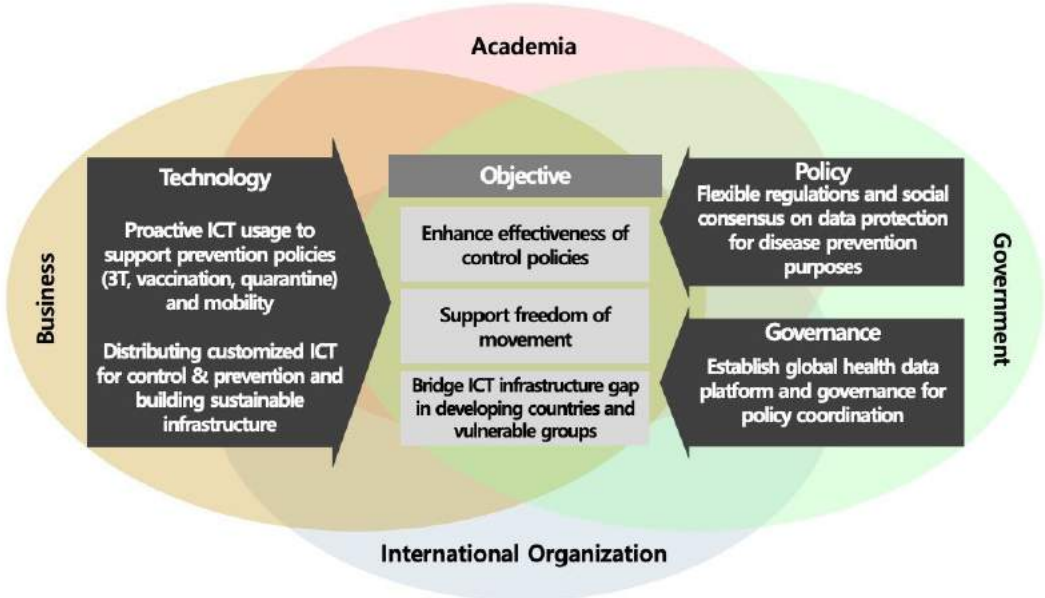 Academia
Business
Technology
Proactive ICT usage to
support prevention policies
(3T, vaccination, quarantine)
and mobility
Distributing customized ICT
for control & prevention and
building sustainable
infrastructure
Objective
Enhance effectiveness of
control policies
Support freedom of
movement
Bridge ICT infrastructure gap
in developing countries and
vulnerable groups
Policy
Flexible regulations and social
consensus on data protection
for disease prevention
purposes
Governance
Establish global health data
platform and governance for
policy coordination
Government
International Organization